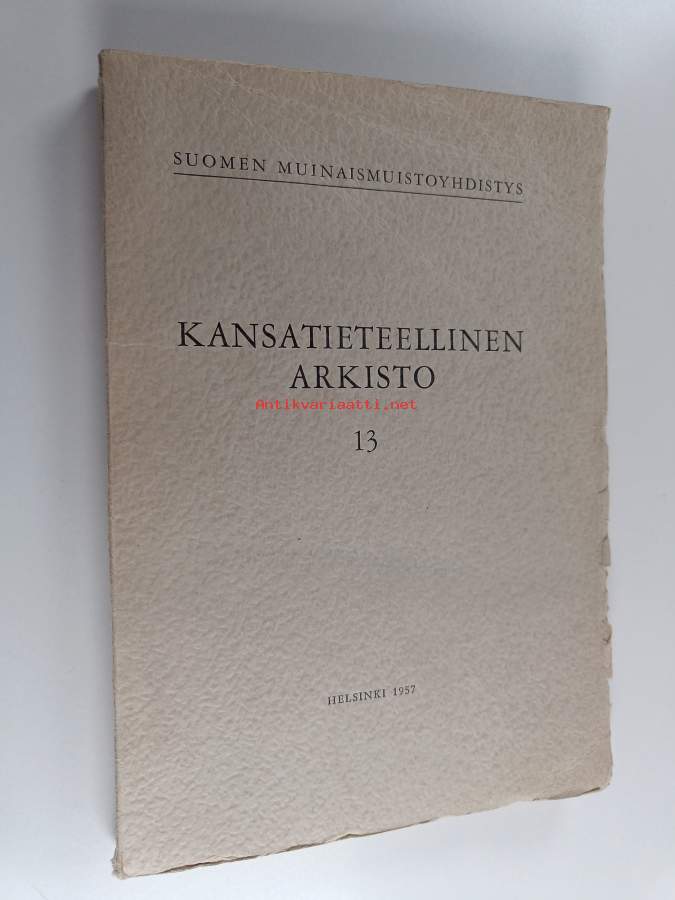 SUOMEN MUINAISMUISTOYHDISTYS
KANSATIETEELLINEN
ARKISTO
Antikvariaatti.net
13
HELSINKI 1957